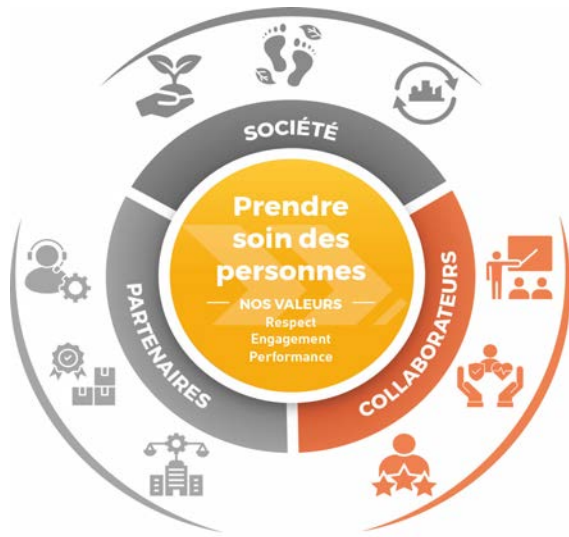 SOCIÉTÉ
Prendre
soin des
personnes
NOS VALEURS
Respect
Engagement
Performance
PARTENAIRES
COLLABORATEURS